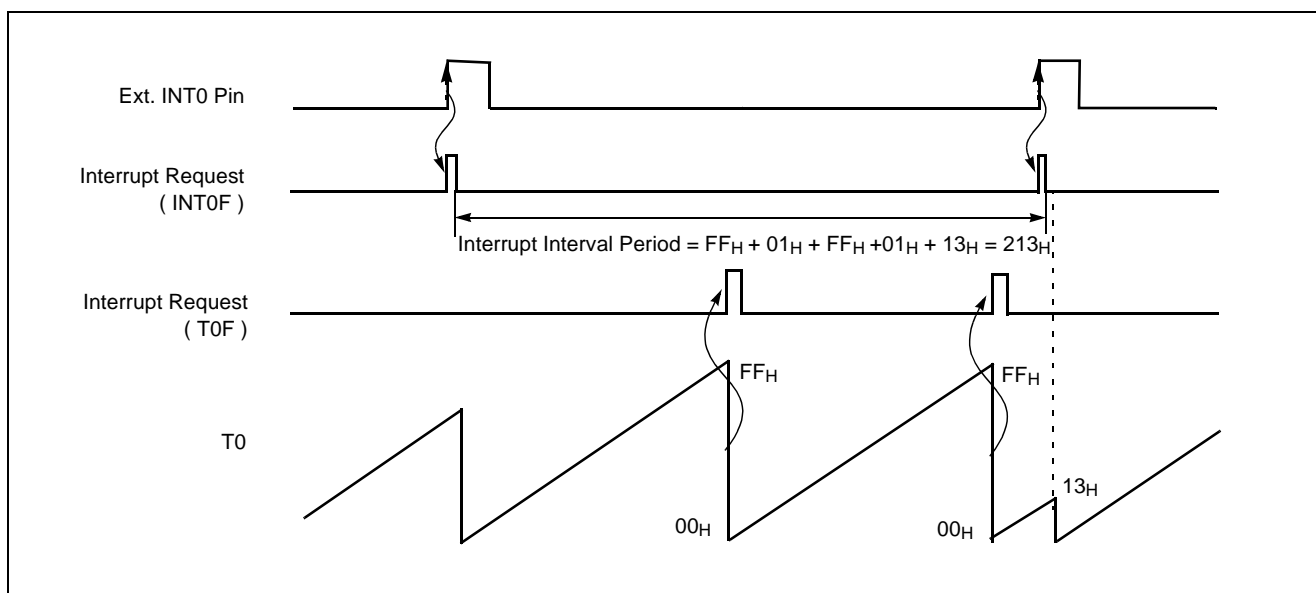 Ext. INT0 Pin
Interrupt Request
( INT0F )
Interrupt Interval Period = FFH + 01H + FFH +01H + 13H = 213H
Interrupt Request
( T0F )
FFH
FFH
T0
13H
00H
00H